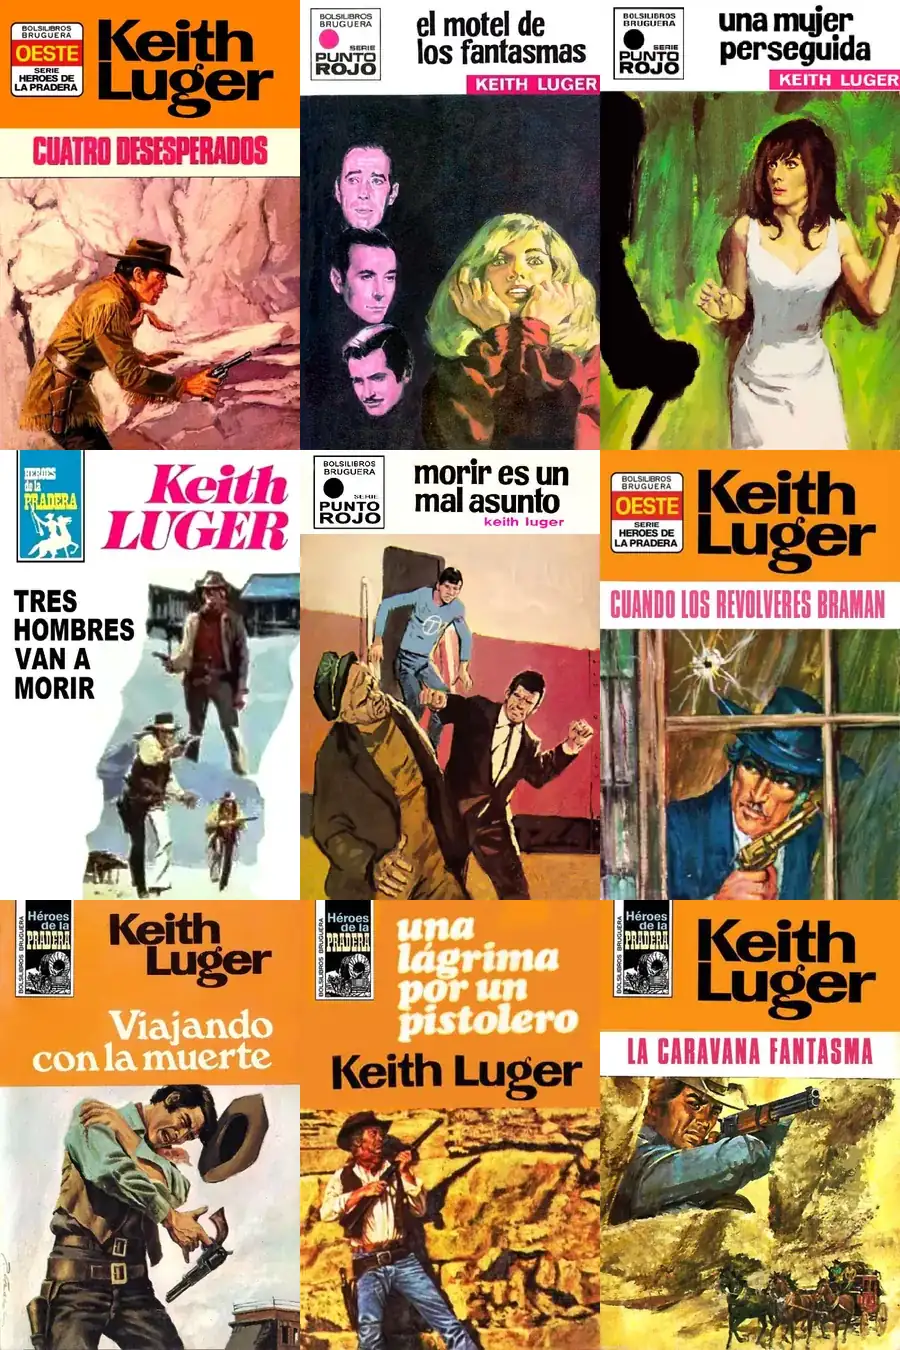 BOLSILIBROS
BRUGUERA
OESTE
SERIE
HEROES DE
LA PRADERA
Keith
Luger
CUATRO DESESPERADOS
BOLSILIBROS
BRUGUERA
SERIE
PUNTO
ROJO
el motel de
los fantasmas
KEITH LUGER
BOLSILIBROS
BRUGUERA
SERIE
PUNTO
ROJO
una mujer
perseguida
KEITH LUGER
HEROES
de la
PRADERA
Keith
LUGER
TRES
HOMBRES
VAN A
MORIR
BOLSILIBROS
BRUGUERA
SERIE
PUNTO
ROJO
morir es un
mal asunto
keith luger
BOLSILIBROS
BRUGUERA
OESTE
SERIE
HEROES DE
LA PRADERA
Keith
Luger
CUANDO LOS REVOLVERES BRAMAN
BOLSILIBROS BRUGUERA
Héroes
de la
PRADERA
Keith
Luger
Viajando
con la muerte
BOLSILIBROS BRUGUERA
Héroes
de la
PRADERA
una
lágrima
por un
pistolero
Keith Luger
BOLSILIBROS BRUGUERA
Héroes
de la
PRADERA
Keith
Luger
LA CARAVANA FANTASMA